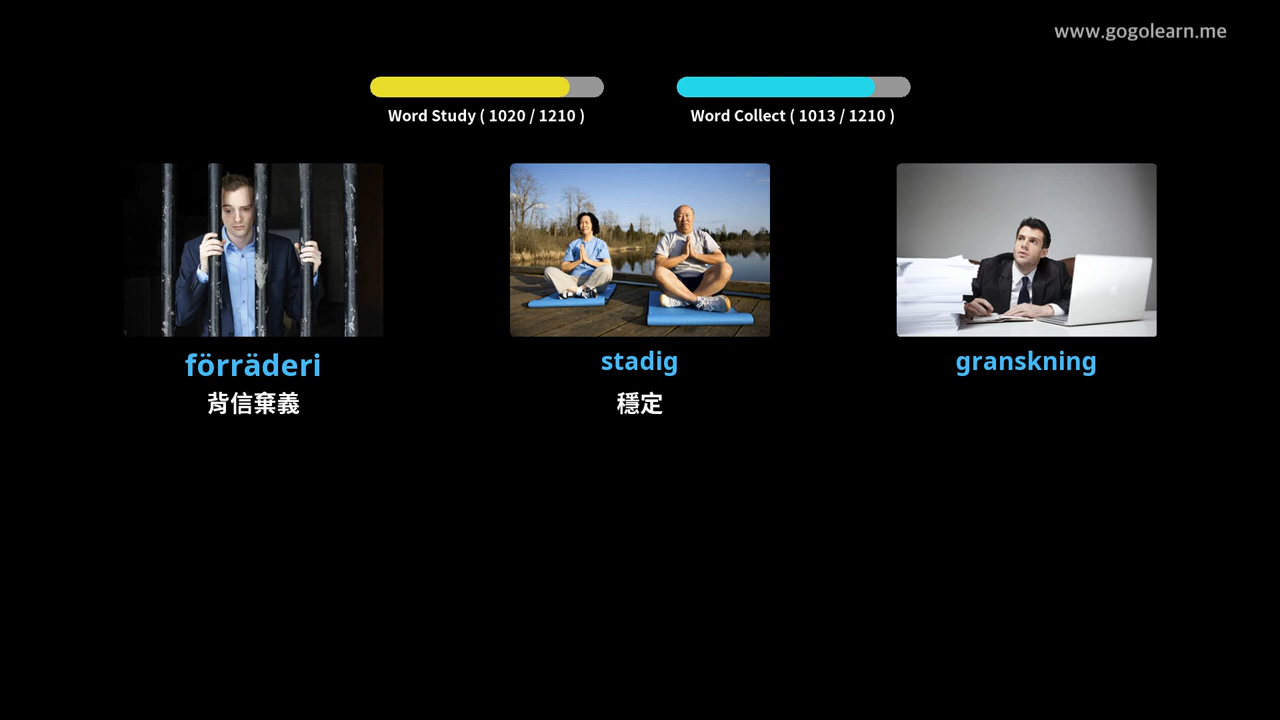 www.gogolearn.me
Word Study ( 1020 / 1210 )
Word Collect ( 1013 / 1210 )
förräderi
背信棄義
stadig
穩定
granskning